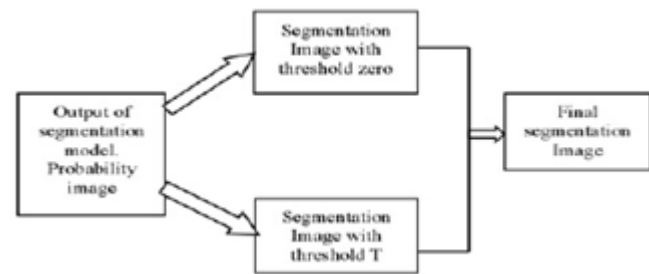 Output of
segmentation
model.
Probability
image
Segmentation
Image with
threshold zero
Segmentation
Image with
threshold T
Final
segmentation
Image